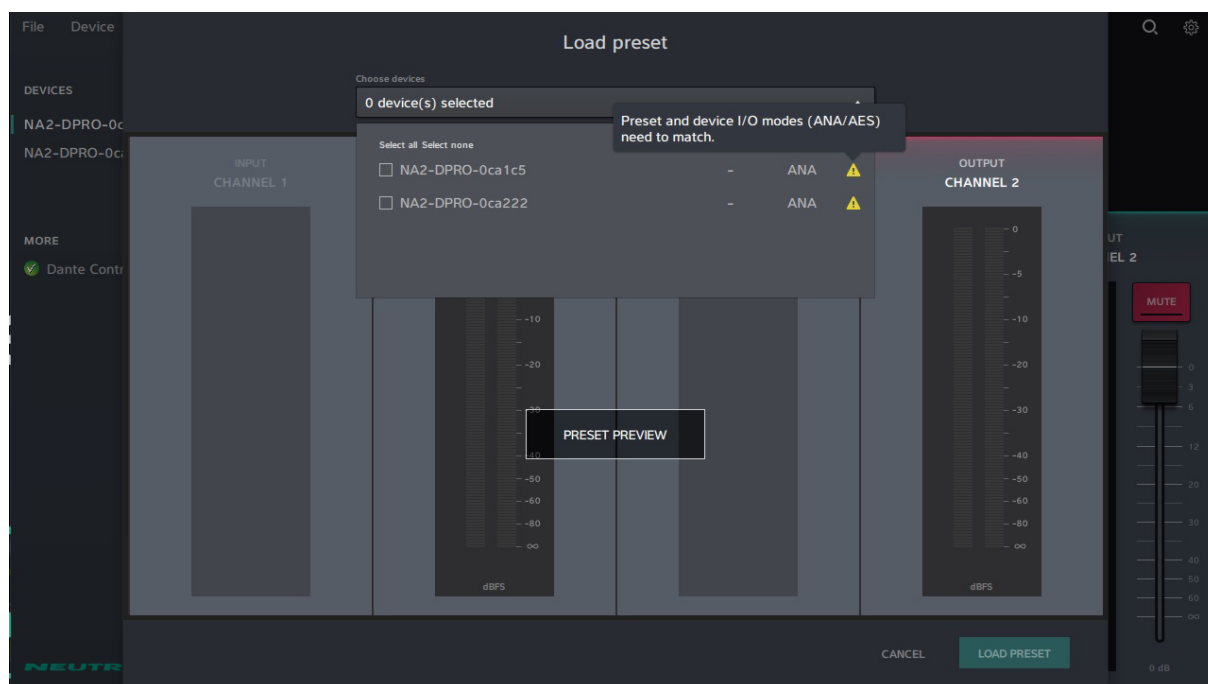 File Device
Load preset
Choose devices
0 device(s) selected
Preset and device I/O modes (ANA/AES)
need to match.
Select all Select none
NA2-DPRO-0ca1c5 – ANA
NA2-DPRO-0ca222 – ANA
DEVICES
NA2-DPRO-0c
NA2-DPRO-0ca
MORE
Dante Contr
INPUT
CHANNEL 1
OUTPUT
CHANNEL 2
0
-5
-10
-20
-30
-40
-50
-60
-80
∞
dBFS
-10
-20
-30
-40
-50
-60
-80
∞
dBFS
PRESET PREVIEW
UT
EL 2
MUTE
0
3
6
12
20
30
40
50
60
∞
0 dB
CANCEL
LOAD PRESET
NEUTR